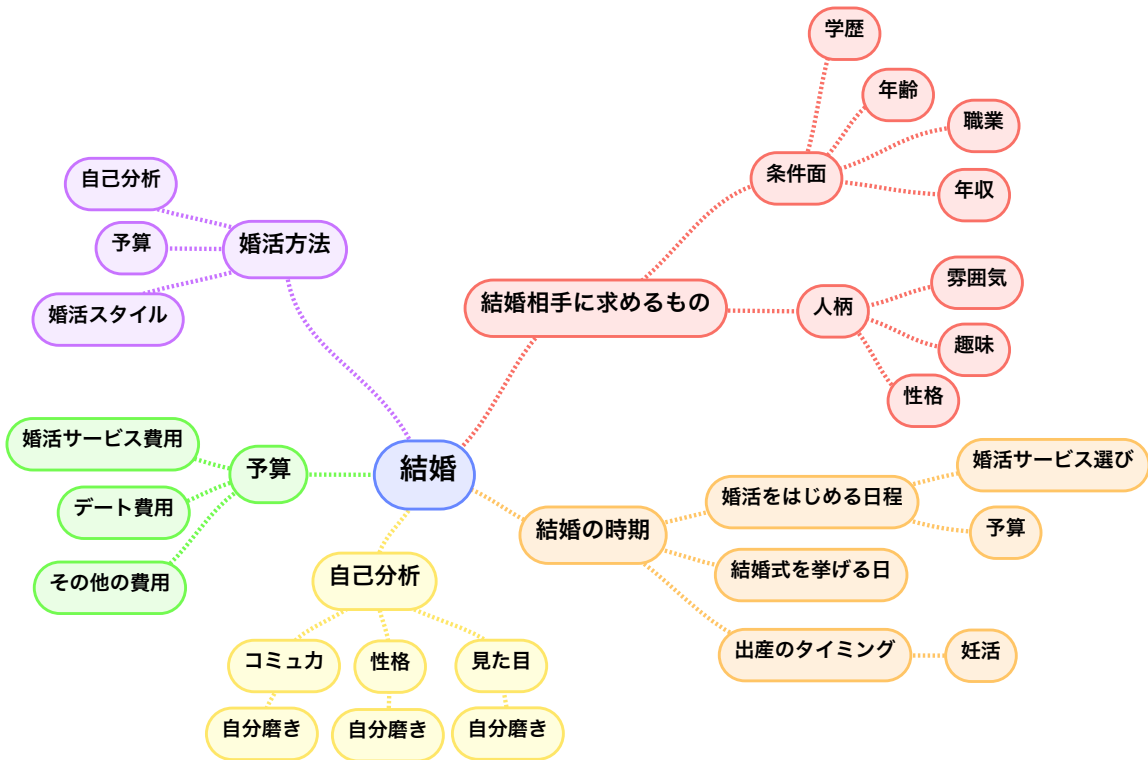 結婚
結婚相手に求めるもの
条件面
学歴
年齢
職業
年収
人柄
雰囲気
趣味
性格
結婚の時期
婚活をはじめる日程
婚活サービス選び
予算
結婚式を挙げる日
出産のタイミング
妊活
自己分析
コミュ力
自分磨き
性格
自分磨き
見た目
自分磨き
予算
婚活サービス費用
デート費用
その他の費用
婚活方法
自己分析
予算
婚活スタイル